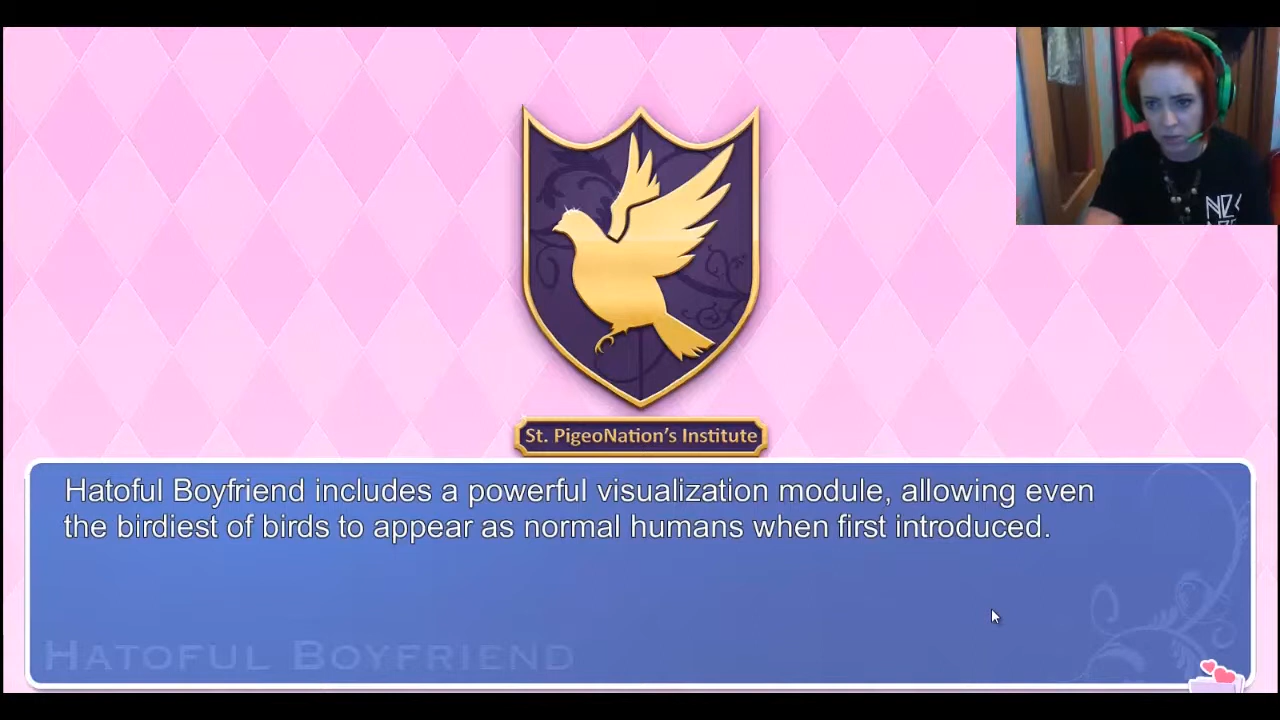 St. PigeoNation's Institute
Hatoful Boyfriend includes a powerful visualization module, allowing even
the birdiest of birds to appear as normal humans when first introduced.
HATOFUL BOYFRIEND